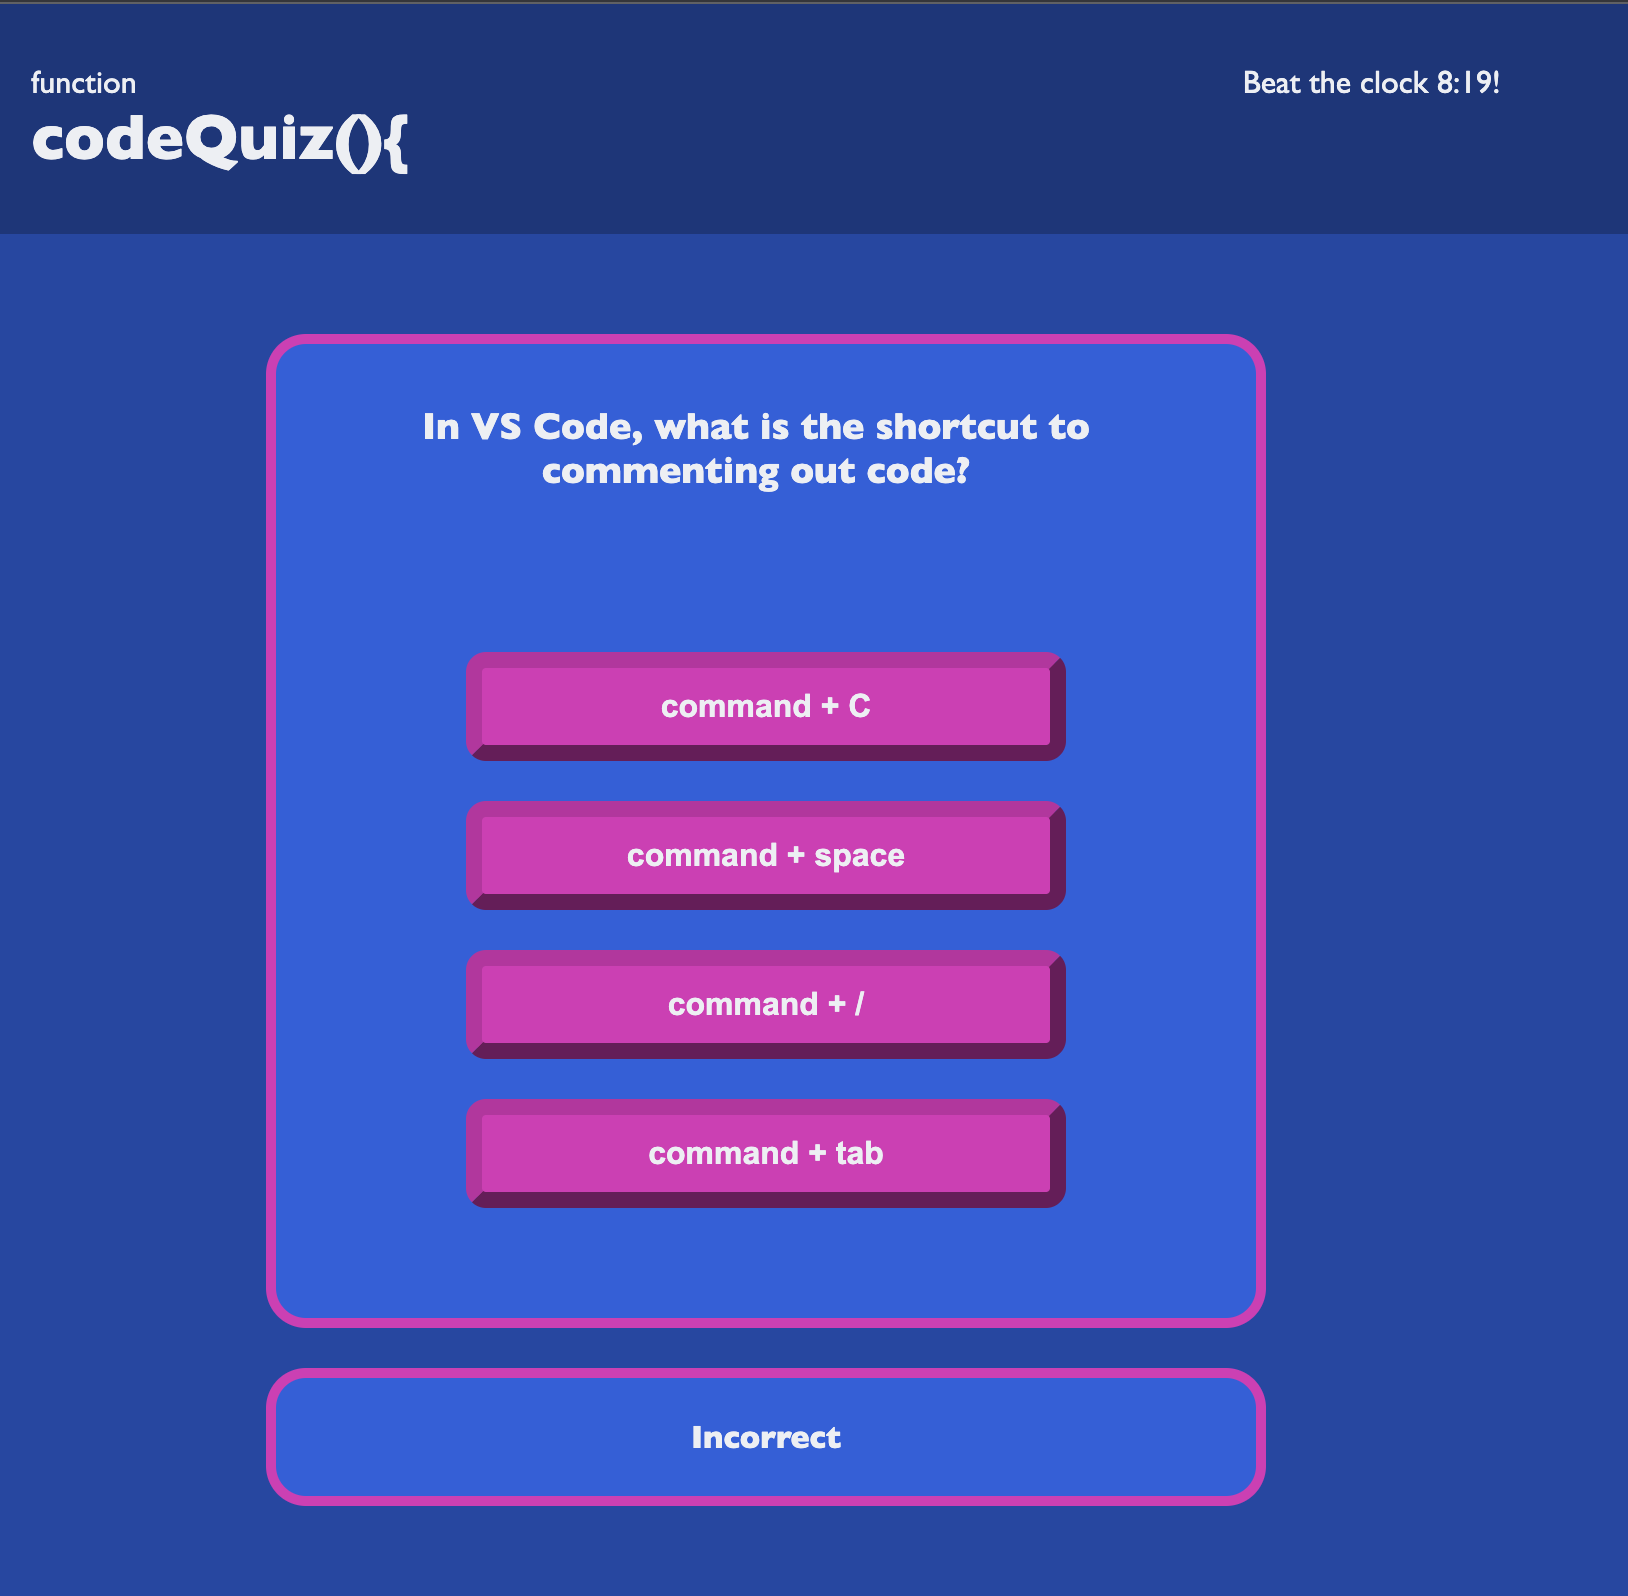 function
codeQuiz(){
Beat the clock 8:19!
In VS Code, what is the shortcut to
commenting out code?
command + C
command + space
command + /
command + tab
Incorrect